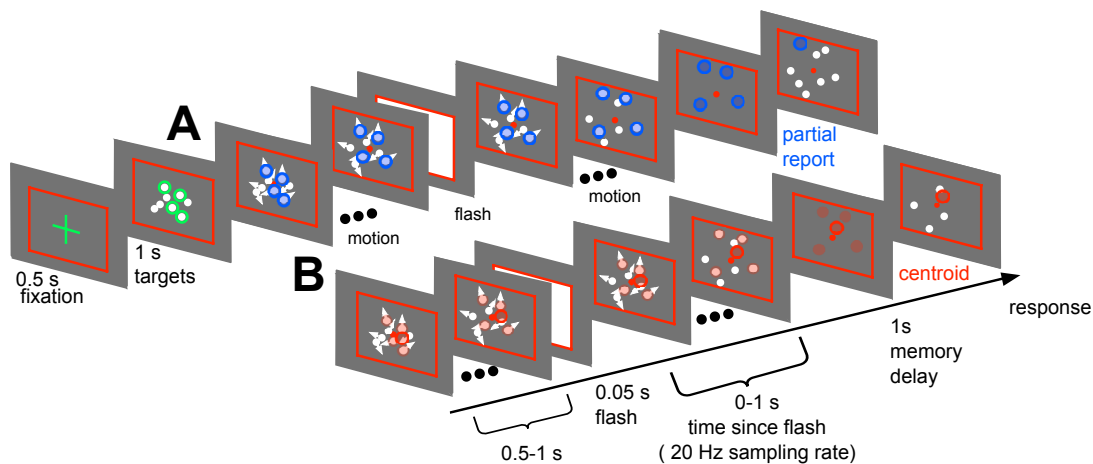 A
partial
report
flash
motion
motion
0.5 s
fixation
1 s
targets
B
centroid
response
1s
memory
delay
0.05 s
flash
0-1 s
time since flash
( 20 Hz sampling rate)
0.5-1 s